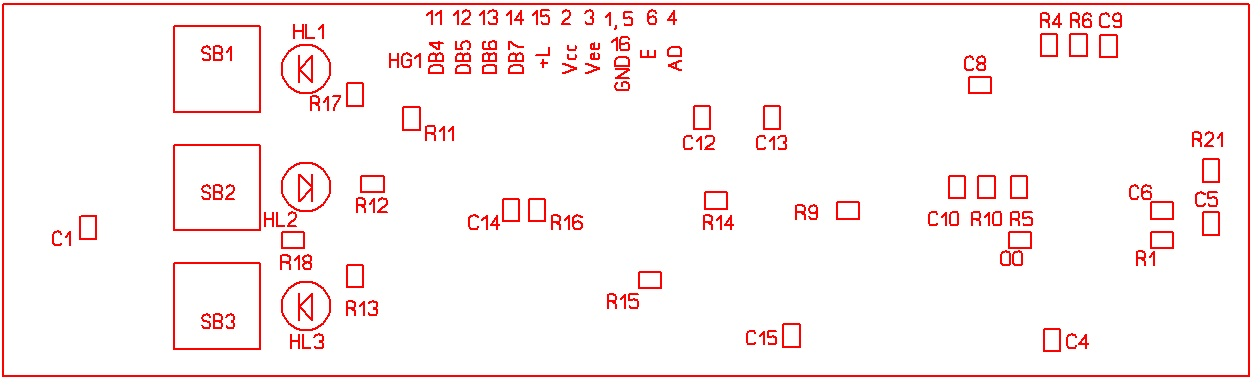 11 12 13 14 15 2 3 1,5 6 4
R4 R6 C9
HL1
SB1
HG1 DB4 DB5 DB6 DB7 +L Vcc Vee GND 16 E AD
C8
R17
R11
C12 C13
R21
SB2
HL2
R12
C14 R16
R14
R9
C10 R10 R5
C6
C5
C1
R18
00
R1
R13
R15
SB3
HL3
C15
C4